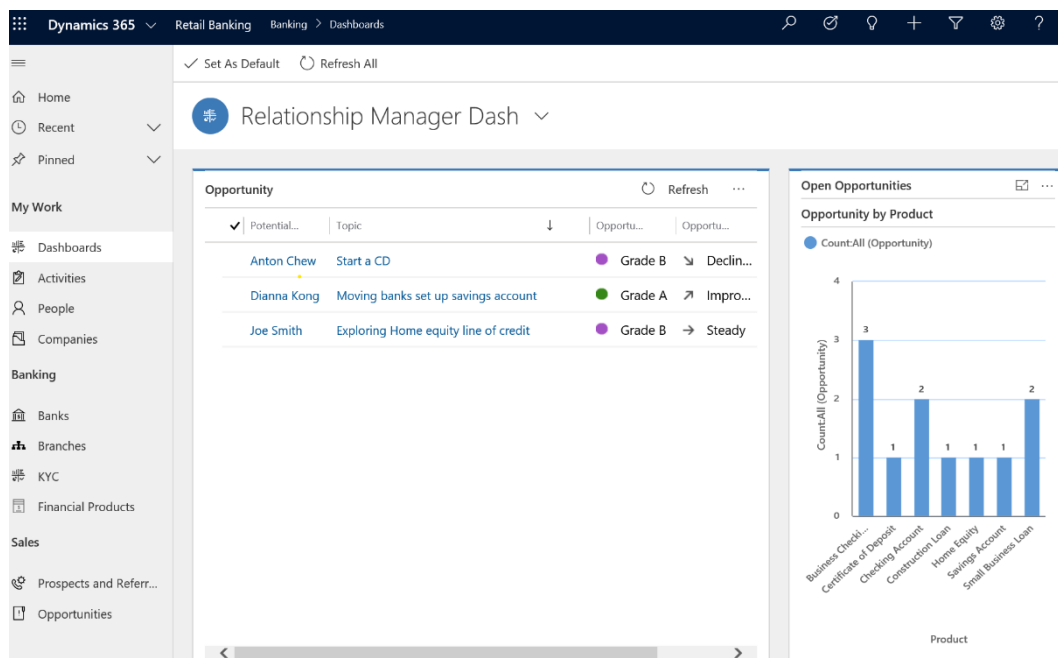 Dynamics 365 Retail Banking Banking > Dashboards ?
Set As Default Refresh All
Home
Recent
Pinned
My Work
Dashboards
Activities
People
Companies
Banking
Banks
Branches
KYC
Financial Products
Sales
Prospects and Referr...
Opportunities
Relationship Manager Dash
Opportunity Refresh ...
Potential... Topic ↓ Opportu... Opportu...
Anton Chew Start a CD Grade B Declin...
Dianna Kong Moving banks set up savings account Grade A Impro...
Joe Smith Exploring Home equity line of credit Grade B → Steady
Open Opportunities ...
Opportunity by Product
Count:All (Opportunity)
Count:All (Opportunity)
4
3
2
1
0
3
1
2
1
1
1
2
Business Checki...
Certificate of Deposit
Checking Account
Construction Loan
Home Equity
Savings Account
Small Business Loan
Product